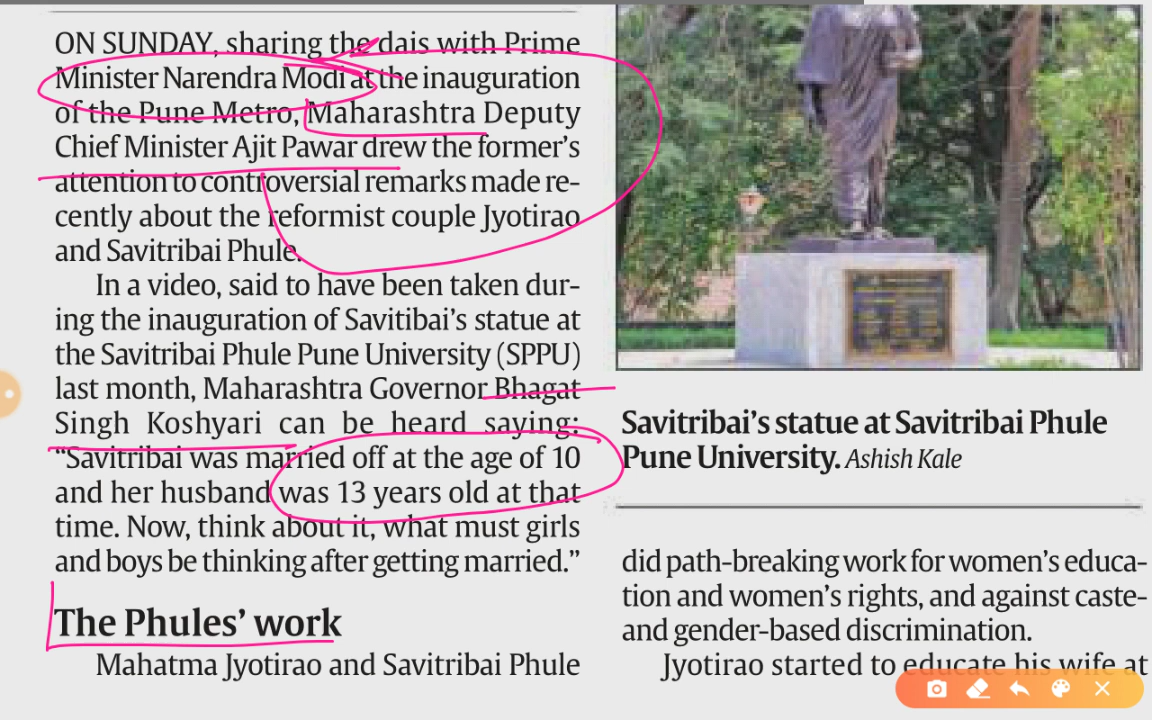 ON SUNDAY, sharing the dais with Prime
Minister Narendra Modi at the inauguration
of the Pune Metro, Maharashtra Deputy
Chief Minister Ajit Pawar drew the former's
attention to controversial remarks made re-
cently about the reformist couple Jyotirao
and Savitribai Phule.
In a video, said to have been taken dur-
ing the inauguration of Savitibai's statue at
the Savitribai Phule Pune University (SPPU)
last month, Maharashtra Governor Bhagat
Singh Koshyari can be heard saying:
“Savitribai was married off at the age of 10
and her husband was 13 years old at that
time. Now, think about it, what must girls
and boys be thinking after getting married.”
The Phules' work
Mahatma Jyotirao and Savitribai Phule
Savitribai's statue at Savitribai Phule
Pune University. Ashish Kale
did path-breaking work for women's educa-
tion and women's rights, and against caste-
and gender-based discrimination.
Jyotirao started to educate his wife at